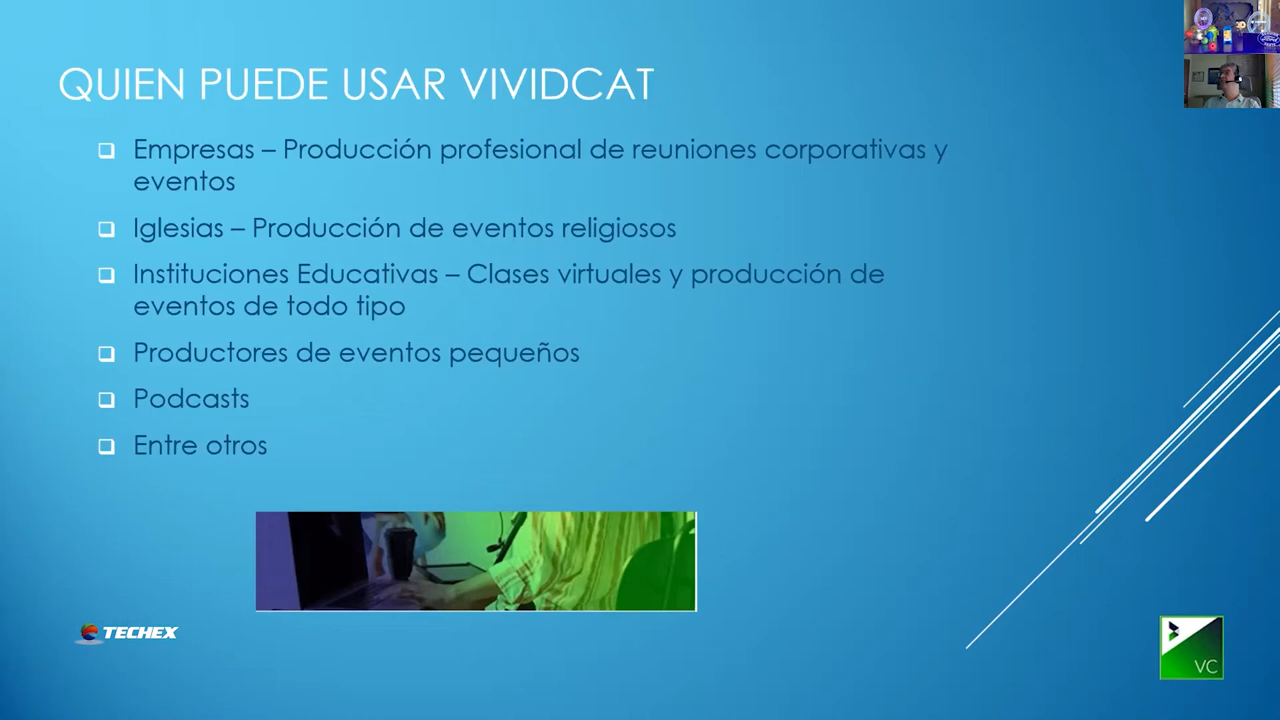 QUIEN PUEDE USAR VIVIDCAT
Empresas – Producción profesional de reuniones corporativas y
eventos
Iglesias – Producción de eventos religiosos
Instituciones Educativas – Clases virtuales y producción de
eventos de todo tipo
Productores de eventos pequeños
Podcasts
Entre otros
TECHEX
VC